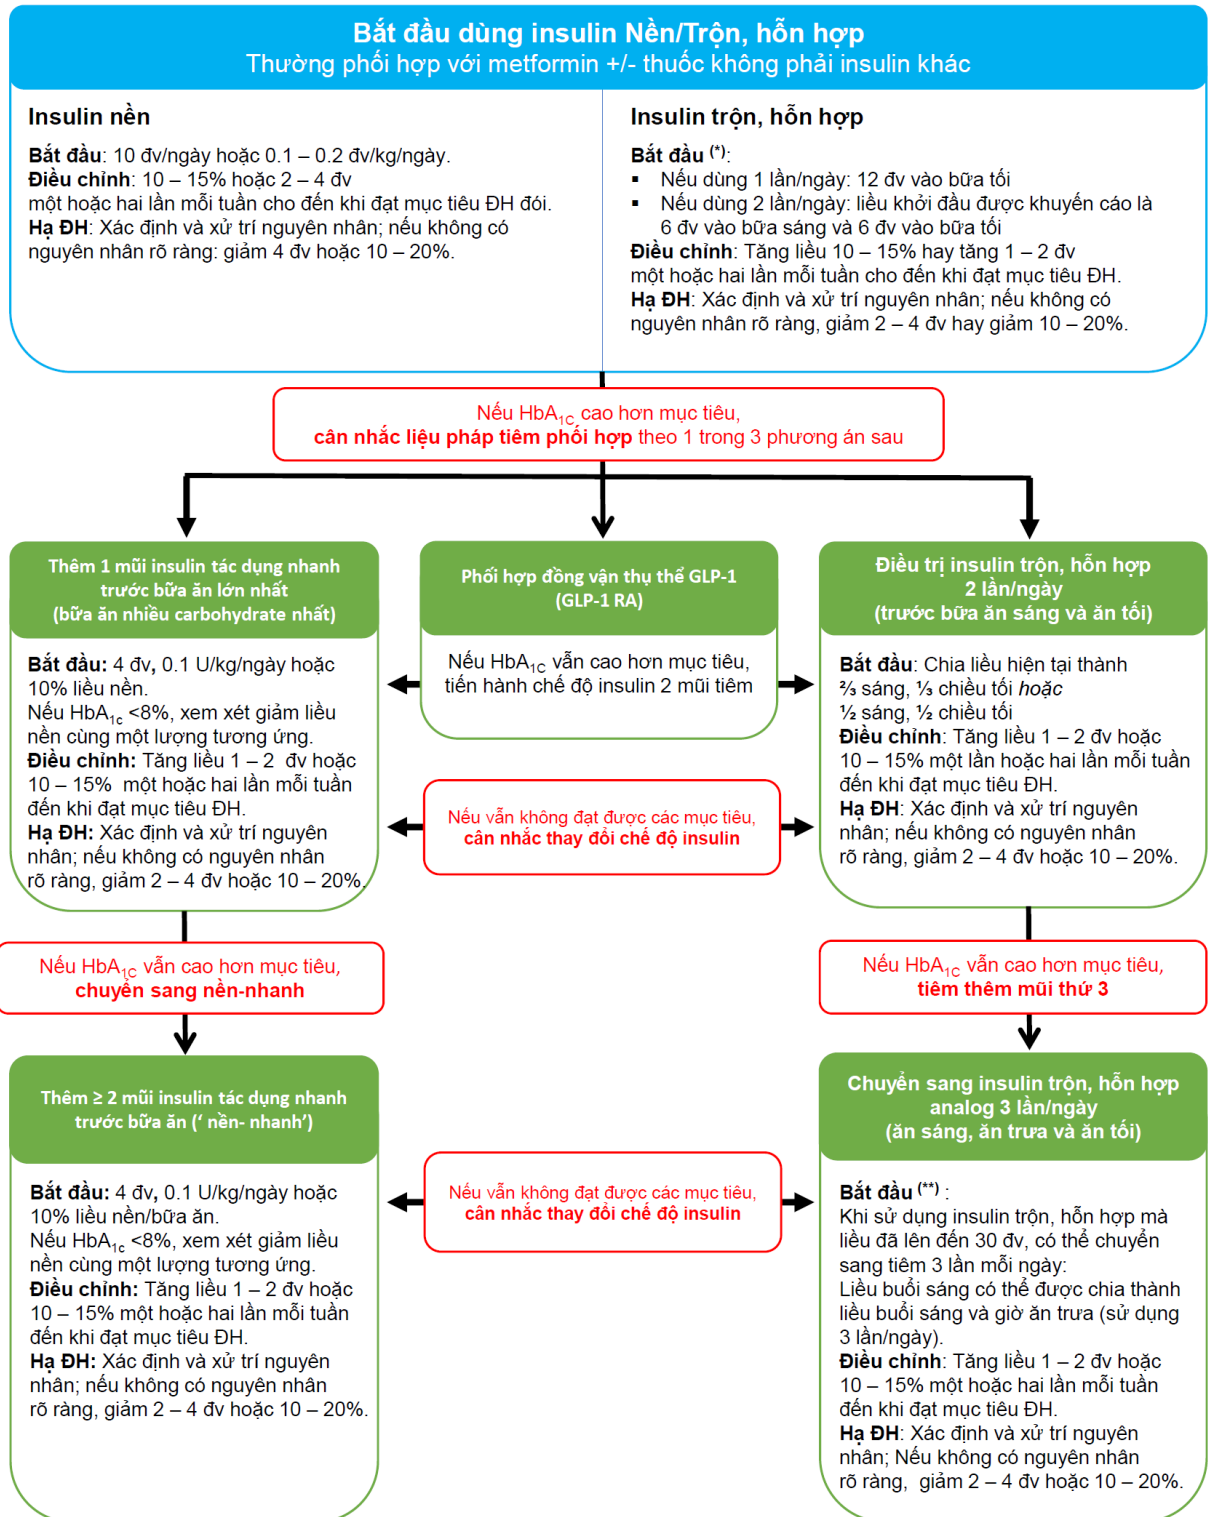 Bắt đầu dùng insulin Nền/Trộn, hỗn hợp
Thường phối hợp với metformin +/- thuốc không phải insulin khác
Insulin nền
Bắt đầu: 10 đv/ngày hoặc 0.1 – 0.2 đv/kg/ngày.
Điều chỉnh: 10 – 15% hoặc 2 – 4 đv
một hoặc hai lần mỗi tuần cho đến khi đạt mục tiêu ĐH đói.
Hạ ĐH: Xác định và xử trí nguyên nhân; nếu không có
nguyên nhân rõ ràng: giảm 4 đv hoặc 10 – 20%.
Insulin trộn, hỗn hợp
Bắt đầu (*):
▪ Nếu dùng 1 lần/ngày: 12 đv vào bữa tối
▪ Nếu dùng 2 lần/ngày: liều khởi đầu được khuyến cáo là
6 đv vào bữa sáng và 6 đv vào bữa tối
Điều chỉnh: Tăng liều 10 – 15% hay tăng 1 – 2 đv
một hoặc hai lần mỗi tuần cho đến khi đạt mục tiêu ĐH.
Hạ ĐH: Xác định và xử trí nguyên nhân; nếu không có
nguyên nhân rõ ràng, giảm 2 – 4 đv hay giảm 10 – 20%.
Nếu HbA1C cao hơn mục tiêu,
cân nhắc liệu pháp tiêm phối hợp theo 1 trong 3 phương án sau
Thêm 1 mũi insulin tác dụng nhanh
trước bữa ăn lớn nhất
(bữa ăn nhiều carbohydrate nhất)
Bắt đầu: 4 đv, 0.1 U/kg/ngày hoặc
10% liều nền.
Nếu HbA1c <8%, xem xét giảm liều
nền cùng một lượng tương ứng.
Điều chỉnh: Tăng liều 1 – 2 đv hoặc
10 – 15% một hoặc hai lần mỗi tuần
đến khi đạt mục tiêu ĐH.
Hạ ĐH: Xác định và xử trí nguyên
nhân; nếu không có nguyên nhân
rõ ràng, giảm 2 – 4 đv hoặc 10 – 20%.
Phối hợp đồng vận thụ thể GLP-1
(GLP-1 RA)
Nếu HbA1C vẫn cao hơn mục tiêu,
tiến hành chế độ insulin 2 mũi tiêm
Điều trị insulin trộn, hỗn hợp
2 lần/ngày
(trước bữa ăn sáng và ăn tối)
Bắt đầu: Chia liều hiện tại thành
⅔ sáng, ⅓ chiều tối hoặc
½ sáng, ½ chiều tối
Điều chỉnh: Tăng liều 1 – 2 đv hoặc
10 – 15% một lần hoặc hai lần mỗi tuần
đến khi đạt mục tiêu ĐH.
Hạ ĐH: Xác định và xử trí nguyên
nhân; nếu không có nguyên nhân
rõ ràng, giảm 2 – 4 đv hoặc 10 – 20%.
Nếu vẫn không đạt được các mục tiêu,
cân nhắc thay đổi chế độ insulin
Nếu HbA1C vẫn cao hơn mục tiêu,
chuyển sang nền-nhanh
Nếu HbA1C vẫn cao hơn mục tiêu,
tiêm thêm mũi thứ 3
Thêm ≥ 2 mũi insulin tác dụng nhanh
trước bữa ăn (‘ nền- nhanh’)
Bắt đầu: 4 đv, 0.1 U/kg/ngày hoặc
10% liều nền/bữa ăn.
Nếu HbA1c <8%, xem xét giảm liều
nền cùng một lượng tương ứng.
Điều chỉnh: Tăng liều 1 – 2 đv hoặc
10 – 15% một hoặc hai lần mỗi tuần
đến khi đạt mục tiêu ĐH.
Hạ ĐH: Xác định và xử trí nguyên
nhân; nếu không có nguyên nhân
rõ ràng, giảm 2 – 4 đv hoặc 10 – 20%.
Nếu vẫn không đạt được các mục tiêu,
cân nhắc thay đổi chế độ insulin
Chuyển sang insulin trộn, hỗn hợp
analog 3 lần/ngày
(ăn sáng, ăn trưa và ăn tối)
Bắt đầu (**) :
Khi sử dụng insulin trộn, hỗn hợp mà
liều đã lên đến 30 đv, có thể chuyển
sang tiêm 3 lần mỗi ngày:
Liều buổi sáng có thể được chia thành
liều buổi sáng và giờ ăn trưa (sử dụng
3 lần/ngày).
Điều chỉnh: Tăng liều 1 – 2 đv hoặc
10 – 15% một hoặc hai lần mỗi tuần
đến khi đạt mục tiêu ĐH.
Hạ ĐH: Xác định và xử trí nguyên
nhân; Nếu không có nguyên nhân
rõ ràng, giảm 2 – 4 đv hoặc 10 – 20%.